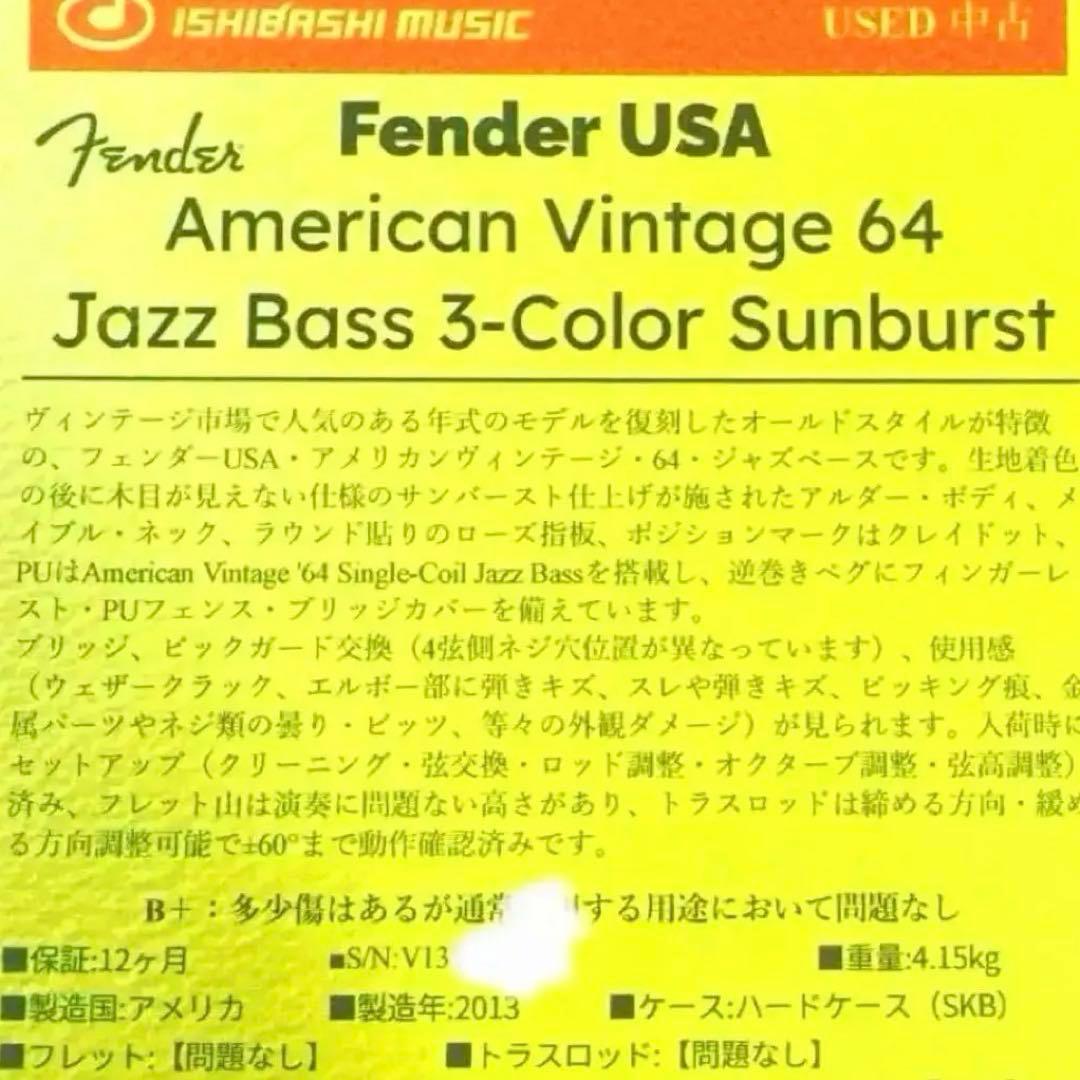 ISHIBASHI MUSIC USED 中古
Fender Fender USA
American Vintage 64
Jazz Bass 3-Color Sunburst
ヴィンテージ市場で人気のある年式のモデルを復刻したオールドスタイルが特徴
の、フェンダーUSA・アメリカンヴィンテージ・64・ジャズベースです。生地着色
の後に木目が見えない仕様のサンバースト仕上げが施されたアルダー・ボディ、メ
イプル・ネック、ラウンド貼りのローズ指板、ポジションマークはクレイドット、
PUはAmerican Vintage '64 Single-Coil Jazz Bassを搭載し、逆巻きペグにフィンガーレ
スト・PUフェンス・ブリッジカバーを備えています。
ブリッジ、ピックガード交換（4弦側ネジ穴位置が異なっています）、使用感
（ウェザークラック、エルボー部に弾きキズ、スレや弾きキズ、ピッキング痕、金
属パーツやネジ類の曇り・ピッツ、等々の外観ダメージ）が見られます。入荷時に
セットアップ（クリーニング・弦交換・ロッド調整・オクターブ調整・弦高調整）
済み、フレット山は演奏に問題ない高さがあり、トラスロッドは締める方向・緩め
る方向調整可能で±60°まで動作確認済みです。
B＋：多少傷はあるが通常 する用途において問題なし
■保証:12ヶ月 ■S/N:V13 ■重量:4.15kg
■製造国:アメリカ ■製造年:2013 ■ケース:ハードケース（SKB）
■フレット:【問題なし】 ■トラスロッド:【問題なし】